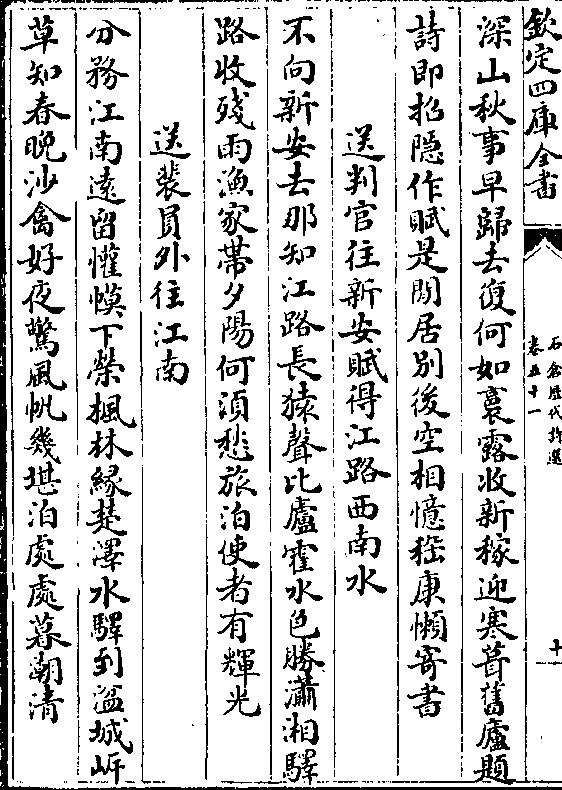 欽定四庫全書
石倉歷代詩選
卷五十一
十
深山秋事早歸去復何如裛露收新稼迎寒葺舊廬題
詩即招隠作賦是閒居別後空相憶嵇康懶寄書
送判官往新安賦得江路西南水
不向新安去那知江路長猿聲比廬霍水色勝瀟湘驛
路收殘雨漁家帶夕陽何須愁旅泊使者有輝光
送裴員外往江南
分務江南逺留懽幙下榮楓林縁楚澤水驛到湓城岍
草知春晚沙禽好夜驚風帆幾堪泊處處暮潮清